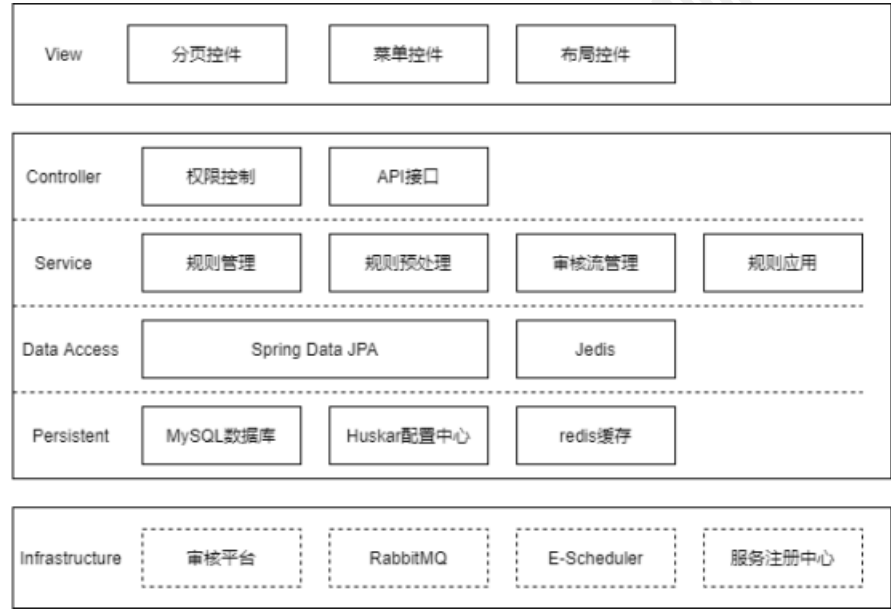 View 分页控件 菜单控件 布局控件
Controller 权限控制 API接口
Service 规则管理 规则预处理 审核流管理 规则应用
Data Access Spring Data JPA Jedis
Persistent MySQL数据库 Huskar配置中心 redis缓存
Infrastructure 审核平台 RabbitMQ E-Scheduler 服务注册中心